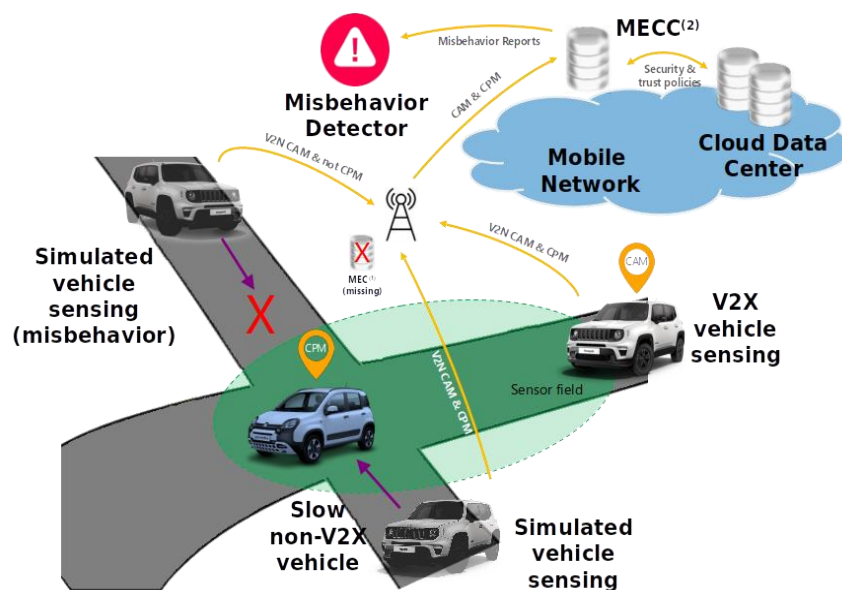 MECC(2)
Misbehavior Reports
Security &
trust policies
Misbehavior
Detector
CAM & CPM
Cloud Data
Center
Mobile
Network
V2N CAM & not CPM
V2N CAM & CPM
X
MEC(1)
(missing)
CAM
Simulated
vehicle
sensing
(misbehavior)
X
V2X
vehicle
sensing
CPM
V2N CAM & CPM
Sensor field
Slow
non-V2X
vehicle
Simulated
vehicle
sensing